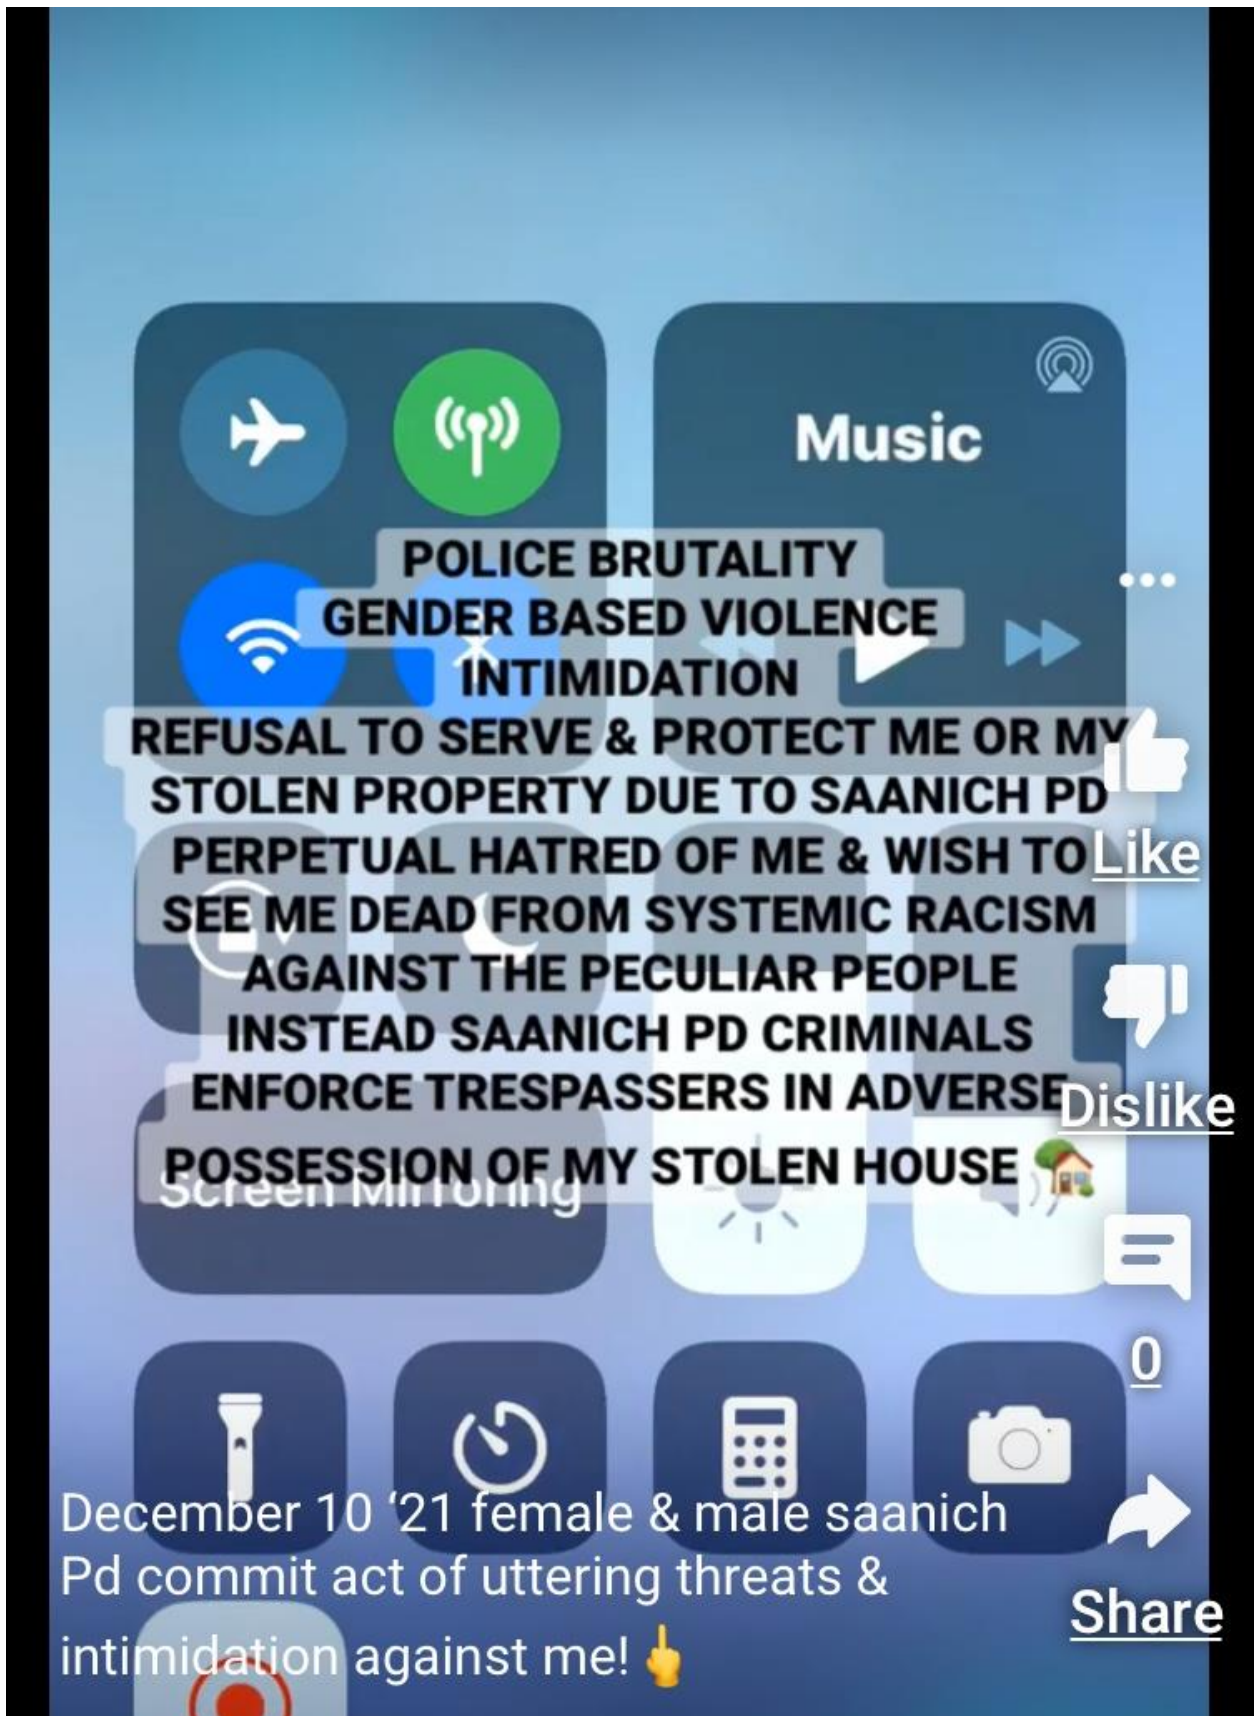 Music
POLICE BRUTALITY
GENDER BASED VIOLENCE
INTIMIDATION
REFUSAL TO SERVE & PROTECT ME OR MY
STOLEN PROPERTY DUE TO SAANICH PD
PERPETUAL HATRED OF ME & WISH TO
SEE ME DEAD FROM SYSTEMIC RACISM
AGAINST THE PECULIAR PEOPLE
INSTEAD SAANICH PD CRIMINALS
ENFORCE TRESPASSERS IN ADVERSE
POSSESSION OF MY STOLEN HOUSE 🏡
Screen Mirroring
Like
Dislike
0
Share
December 10 ‘21 female & male saanich
Pd commit act of uttering threats &
intimidation against me!🖕